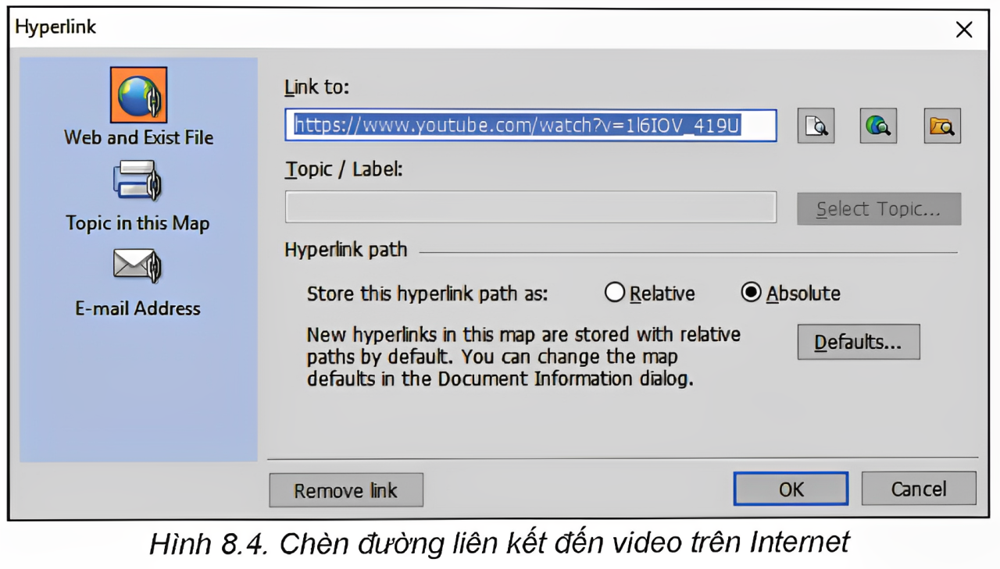 Hyperlink
Web and Exist File
Topic in this Map
E-mail Address
Link to:
https://www.youtube.com/watch?v=1l6IOV_419U
Topic / Label:
Select Topic...
Hyperlink path
Store this hyperlink path as: Relative Absolute
New hyperlinks in this map are stored with relative
paths by default. You can change the map
defaults in the Document Information dialog.
Defaults...
Remove link
OK
Cancel
Hình 8.4. Chèn đường liên kết đến video trên Internet